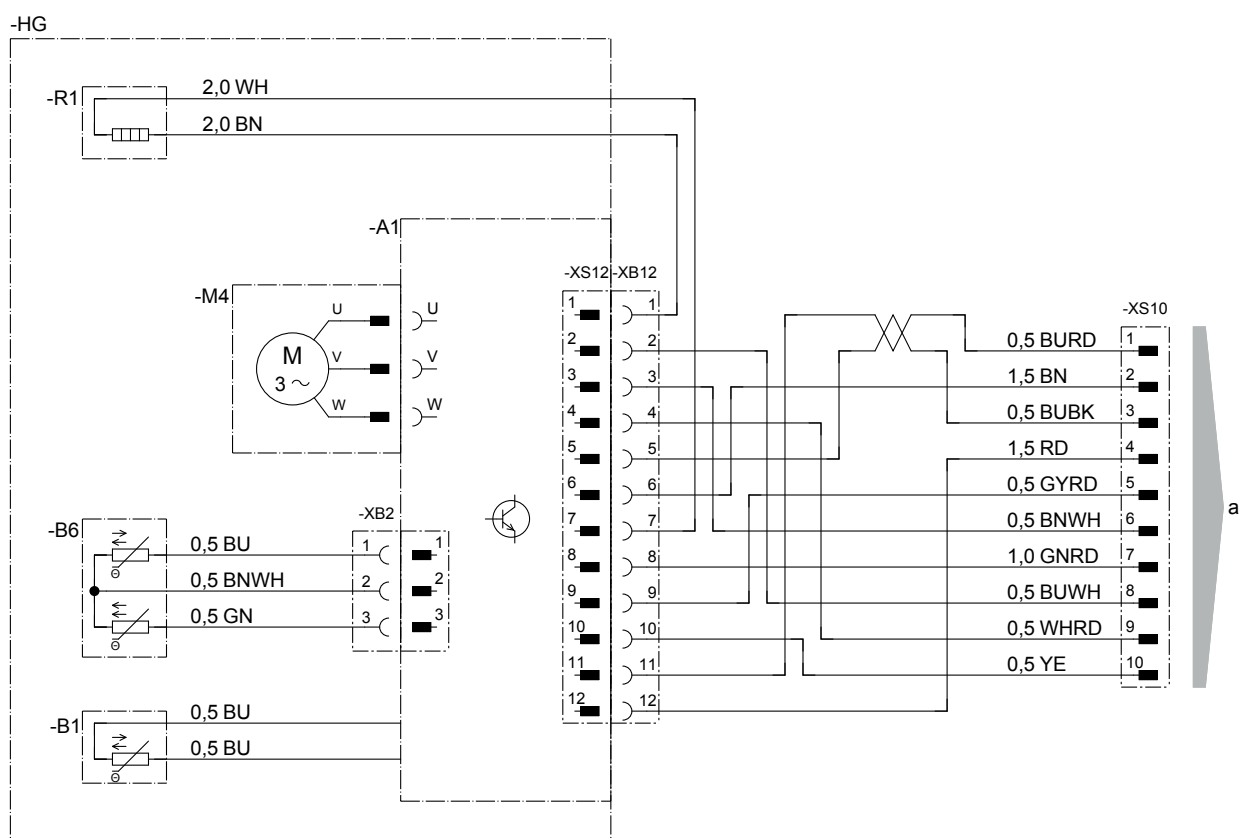 -HG
-R1
2,0 WH
2,0 BN
-A1
-M4
M
3 ~
U
V
W
U
V
W
-XS12
-XB12
1
2
3
4
5
6
7
8
9
10
11
12
1
2
3
4
5
6
7
8
9
10
11
12
-XS10
0,5 BURD
1
1,5 BN
2
0,5 BUBK
3
1,5 RD
4
0,5 GYRD
5
0,5 BNWH
6
1,0 GNRD
7
0,5 BUWH
8
0,5 WHRD
9
0,5 YE
10
a
-XB2
-B6
0,5 BU
1
1
0,5 BNWH
2
2
0,5 GN
3
3
Θ
Θ
-B1
0,5 BU
0,5 BU
Θ